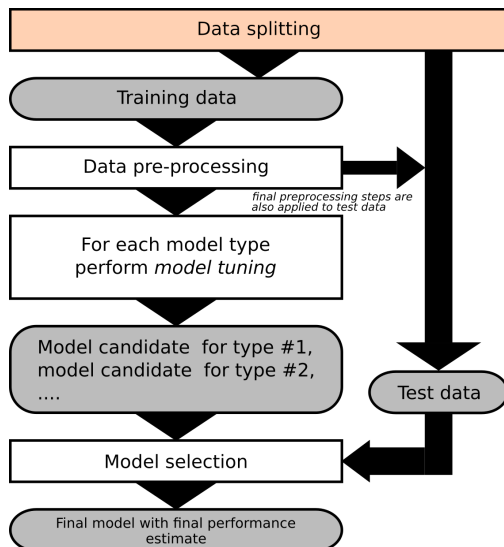 Data splitting
Training data
Data pre-processing
final preprocessing steps are
also applied to test data
For each model type
perform model tuning
Model candidate for type #1,
model candidate for type #2,
....
Test data
Model selection
Final model with final performance
estimate